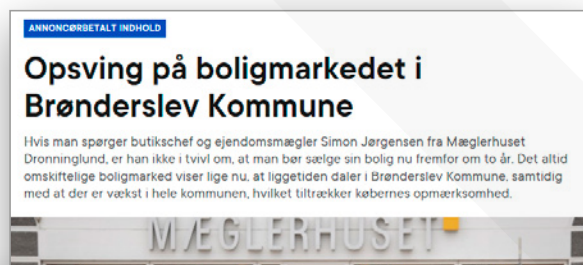 ANNONCØRBETALT INDHOLD
Opsving på boligmarkedet i
Brønderslev Kommune
Hvis man spørger butikschef og ejendomsmægler Simon Jørgensen fra Mæglerhuset
Dronninglund, er han ikke i tvivl om, at man bør sælge sin bolig nu fremfor om to år. Det altid
omskiftelige boligmarked viser lige nu, at liggetiden daler i Brønderslev Kommune, samtidig
med at der er vækst i hele kommunen, hvilket tiltrækker købernes opmærksomhed.
MÆGLERHUSET